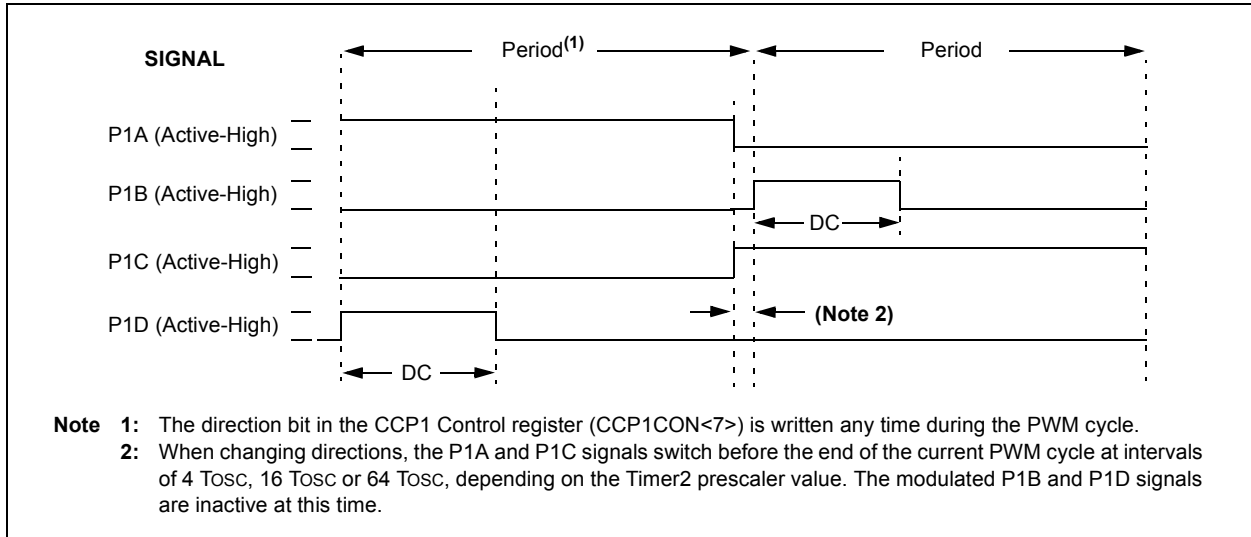 SIGNAL
Period(1)
Period
P1A (Active-High)
P1B (Active-High)
DC
P1C (Active-High)
P1D (Active-High)
(Note 2)
DC
Note 1: The direction bit in the CCP1 Control register (CCP1CON<7>) is written any time during the PWM cycle.
2: When changing directions, the P1A and P1C signals switch before the end of the current PWM cycle at intervals
of 4 TOSC, 16 TOSC or 64 TOSC, depending on the Timer2 prescaler value. The modulated P1B and P1D signals
are inactive at this time.